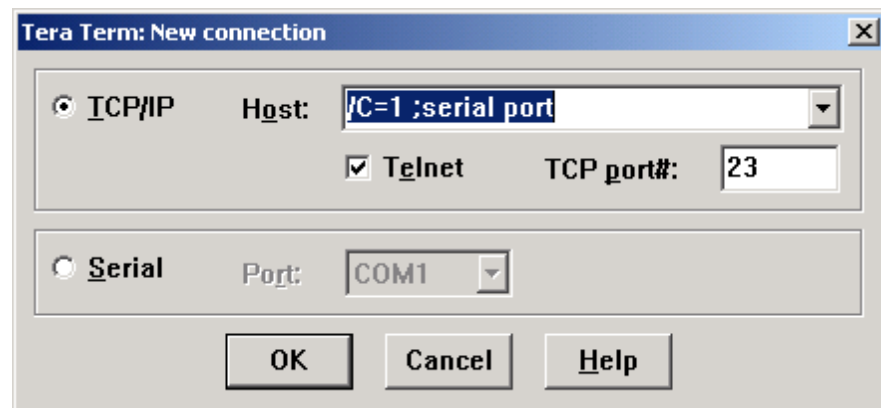 Tera Term: New connection
TCP/IP Host: /C=1 ;serial port
Telnet TCP port#: 23
Serial Port: COM1
OK Cancel Help